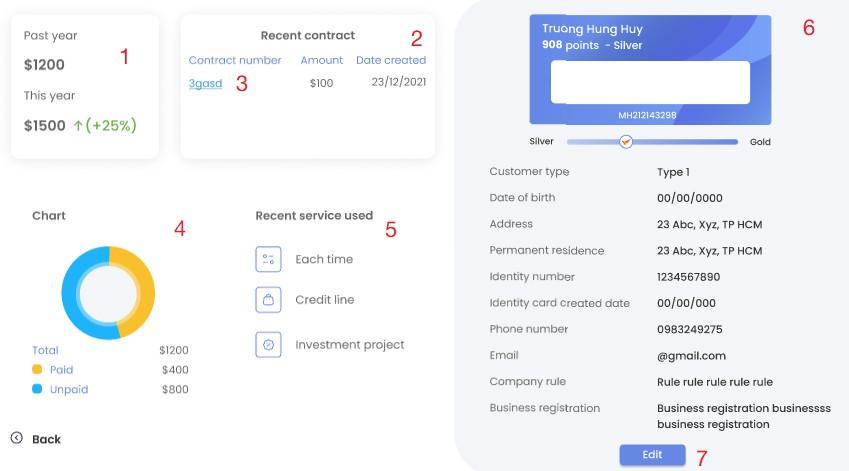 Past year
1
$1200
This year
$1500 ↑ (+25%)
Recent contract
2
Contract number Amount Date created
3gasd 3 $100 23/12/2021
Chart
4
Total $1200
Paid $400
Unpaid $800
Recent service used
5
Each time
Credit line
Investment project
Back
Truong Hung Huy
6
908 points - Silver
MH212143298
Silver Gold
Customer type Type 1
Date of birth 00/00/0000
Address 23 Abc, Xyz, TP HCM
Permanent residence 23 Abc, Xyz, TP HCM
Identity number 1234567890
Identity card created date 00/00/000
Phone number 0983249275
Email @gmail.com
Company rule Rule rule rule rule rule
Business registration Business registration businessss
business registration
Edit 7